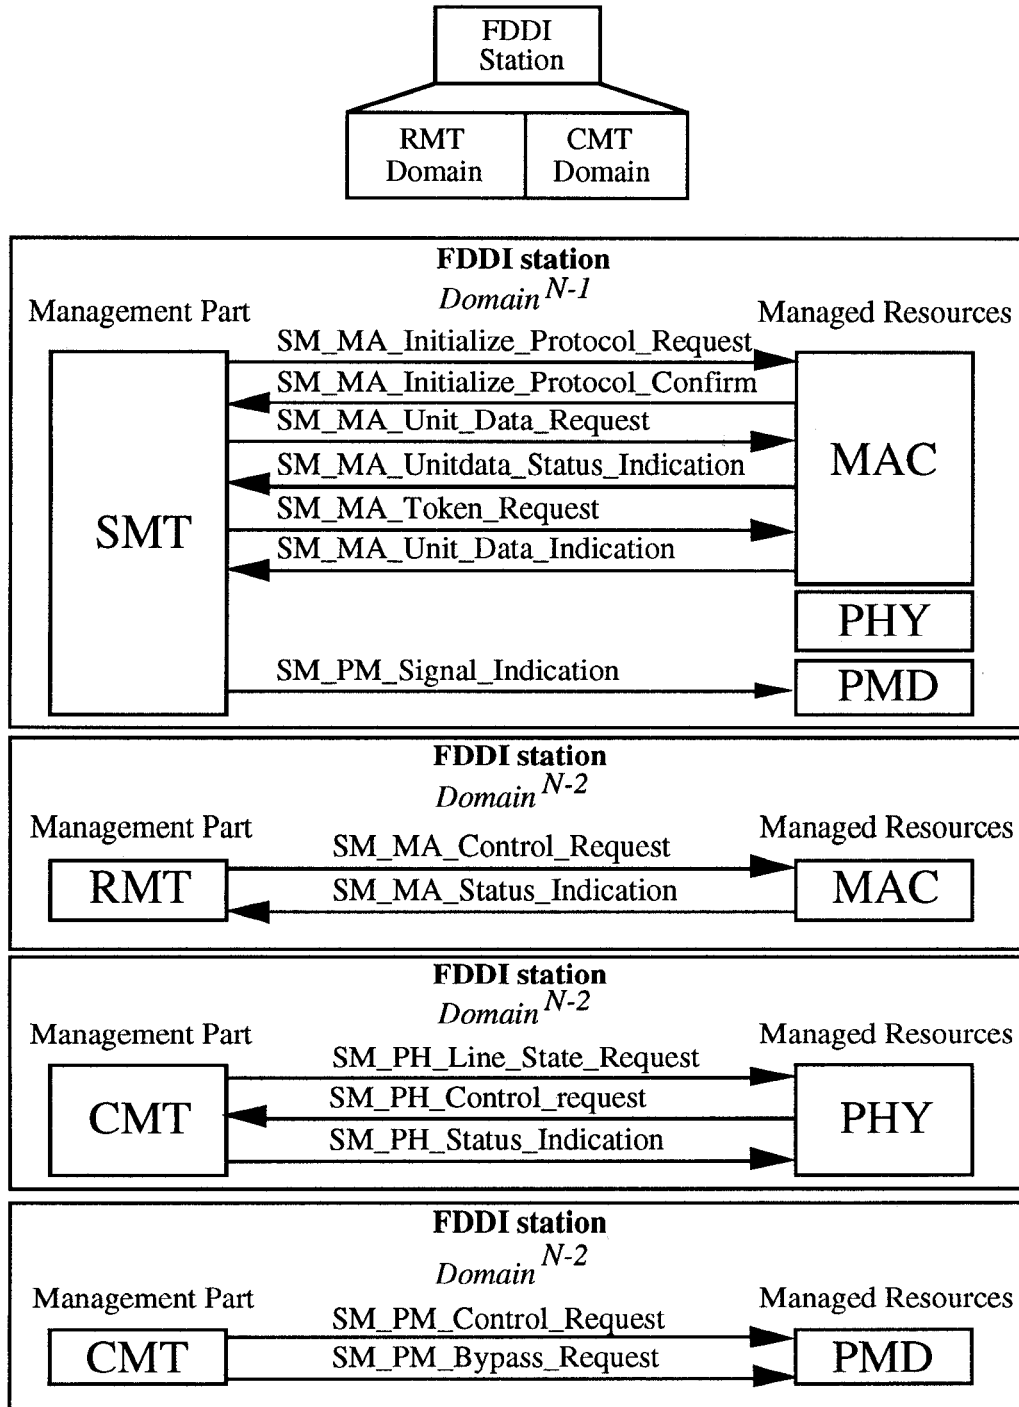 FDDI
Station
RMT
Domain
CMT
Domain
FDDI station
Domain N-1
Management Part
Managed Resources
SM_MA_Initialize_Protocol_Request
SM_MA_Initialize_Protocol_Confirm
SM_MA_Unit_Data_Request
SM_MA_Unitdata_Status_Indication
SM_MA_Token_Request
SM_MA_Unit_Data_Indication
SMT
MAC
PHY
SM_PM_Signal_Indication
PMD
FDDI station
Domain N-2
Management Part
Managed Resources
SM_MA_Control_Request
RMT
MAC
SM_MA_Status_Indication
FDDI station
Domain N-2
Management Part
Managed Resources
SM_PH_Line_State_Request
SM_PH_Control_request
CMT
PHY
SM_PH_Status_Indication
FDDI station
Domain N-2
Management Part
Managed Resources
SM_PM_Control_Request
CMT
PMD
SM_PM_Bypass_Request